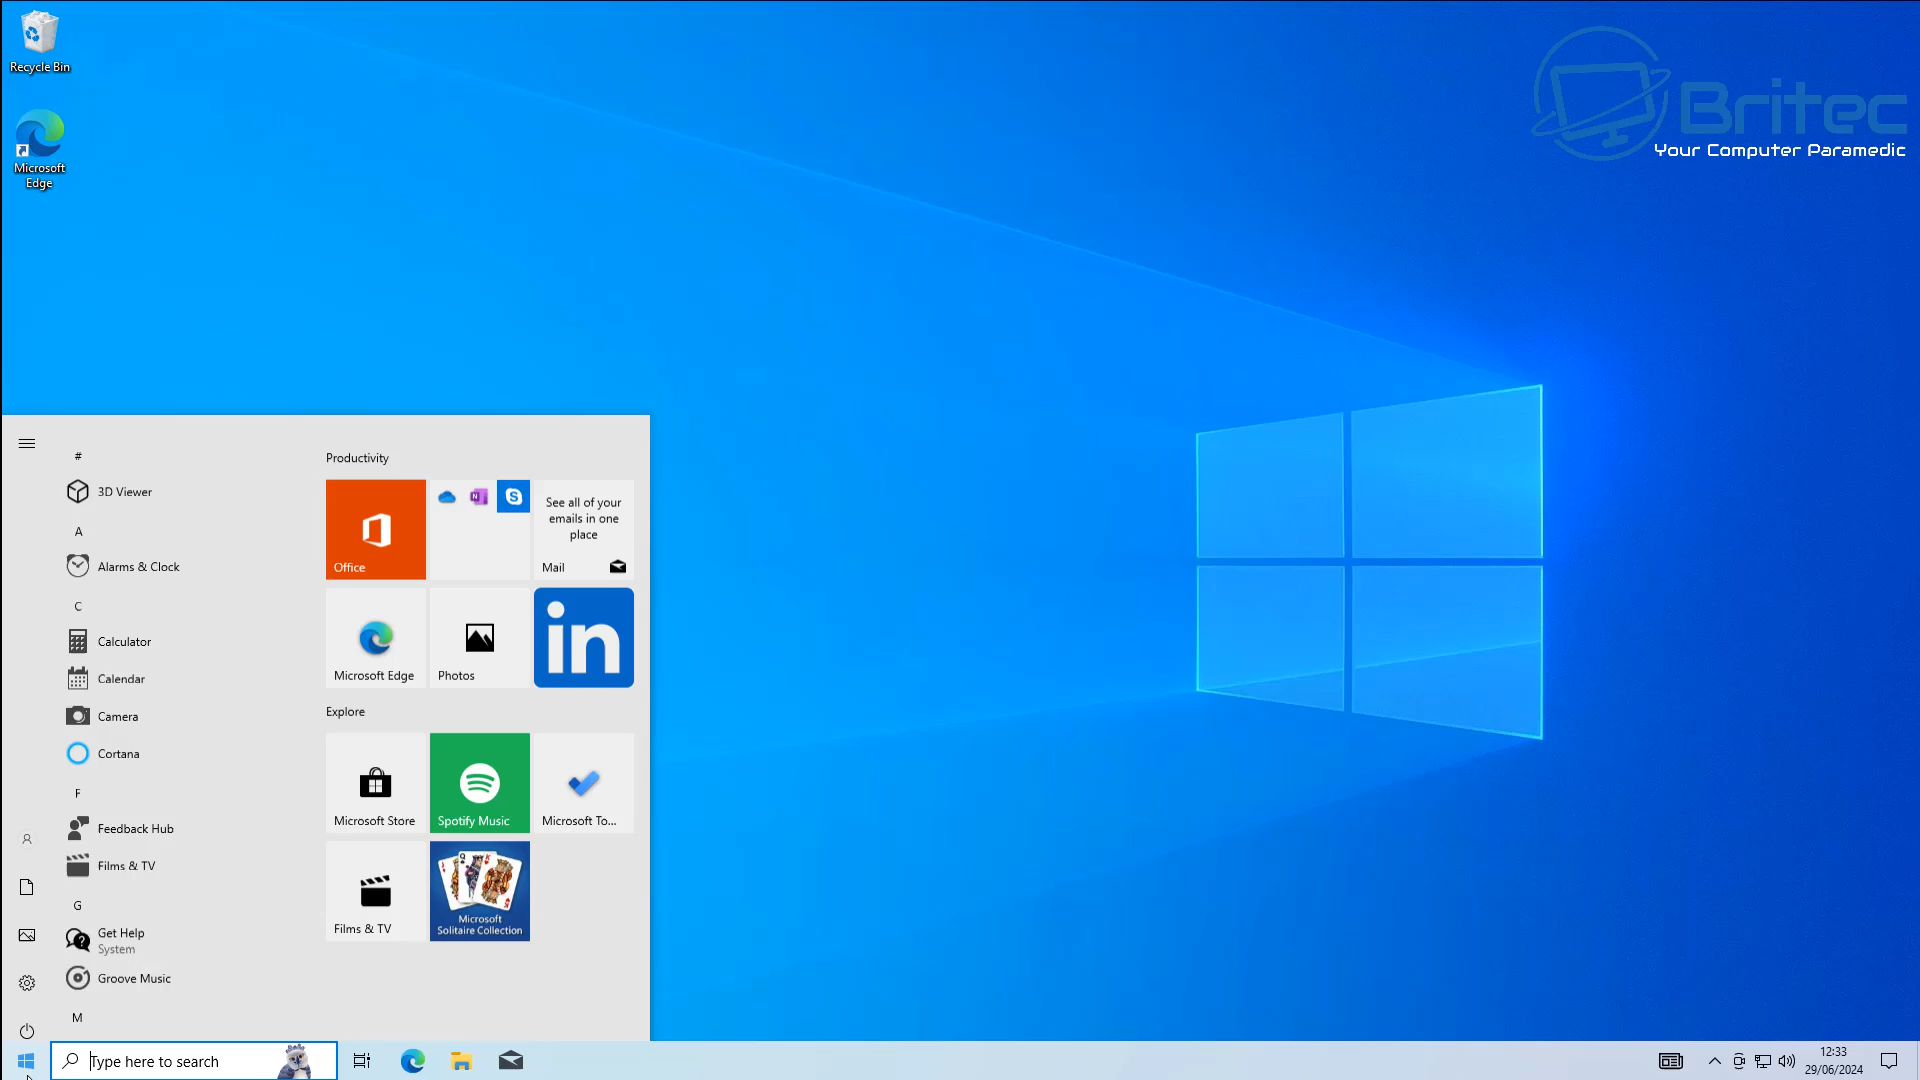 Recycle Bin
Microsoft
Edge
Britec
Your Computer Paramedic
#
3D Viewer
A
Alarms & Clock
C
Calculator
Calendar
Camera
Cortana
F
Feedback Hub
Films & TV
G
Get Help
System
Groove Music
M
Productivity
Office
N
S
See all of your
emails in one
place
Mail
Microsoft Edge
Photos
in
Explore
Microsoft Store
Spotify Music
Microsoft To...
Films & TV
Microsoft
Solitaire Collection
Type here to search
12:33
29/06/2024